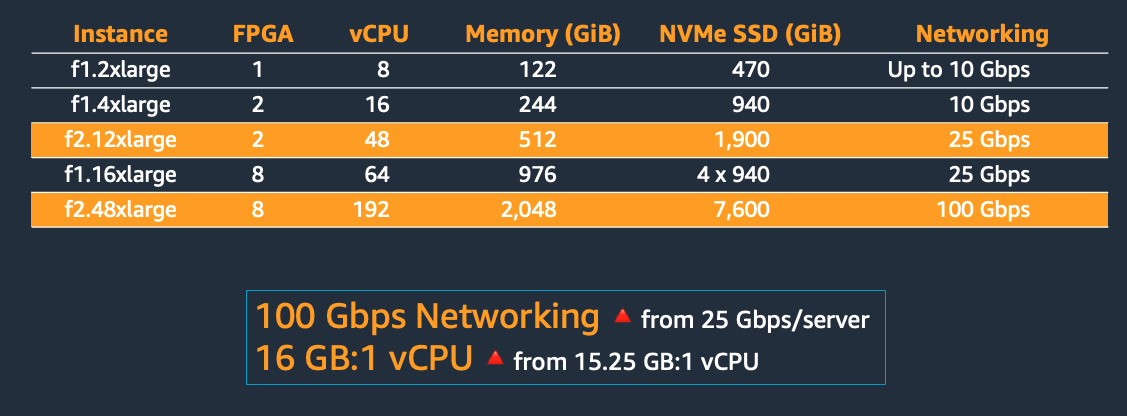 Instance FPGA vCPU Memory (GiB) NVMe SSD (GiB) Networking
f1.2xlarge 1 8 122 470 Up to 10 Gbps
f1.4xlarge 2 16 244 940 10 Gbps
f2.12xlarge 2 48 512 1,900 25 Gbps
f1.16xlarge 8 64 976 4 x 940 25 Gbps
f2.48xlarge 8 192 2,048 7,600 100 Gbps
100 Gbps Networking 🔺 from 25 Gbps/server
16 GB:1 vCPU 🔺 from 15.25 GB:1 vCPU